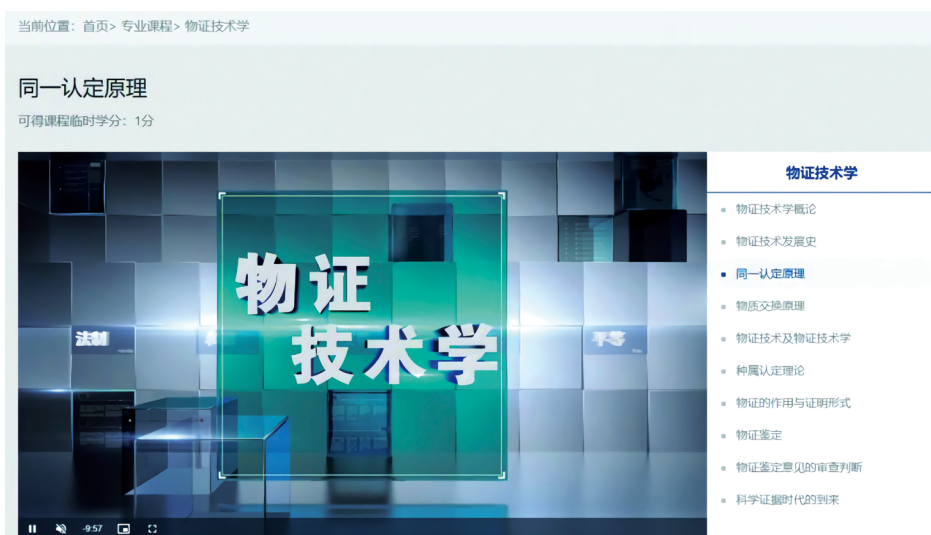 当前位置：首页> 专业课程> 物证技术学
同一认定原理
可得课程临时学分：1分
物证
技术学
法制
平等
-9:57
物证技术学
物证技术学概论
物证技术发展史
同一认定原理
物质交换原理
物证技术及物证技术学
种属认定理论
物证的作用与证明形式
物证鉴定
物证鉴定意见的审查判断
科学证据时代的到来